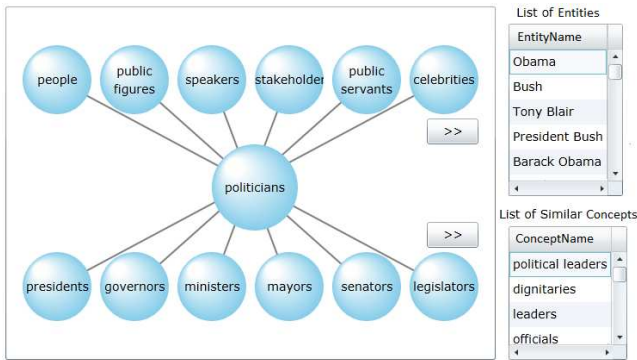 people
public
figures
speakers
stakeholder
public
servants
celebrities
>>
politicians
>>
presidents
governors
ministers
mayors
senators
legislators
List of Entities
EntityName
Obama
Bush
Tony Blair
President Bush
Barack Obama
List of Similar Concepts
ConceptName
political leaders
dignitaries
leaders
officials